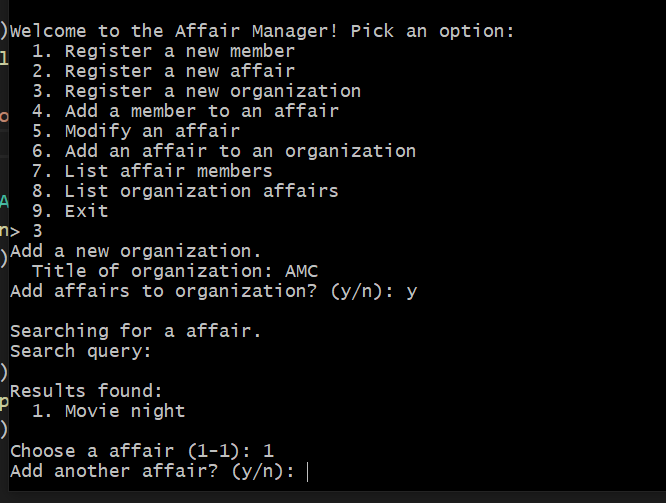 Welcome to the Affair Manager! Pick an option:
  1. Register a new member
  2. Register a new affair
  3. Register a new organization
  4. Add a member to an affair
  5. Modify an affair
  6. Add an affair to an organization
  7. List affair members
  8. List organization affairs
  9. Exit
> 3
Add a new organization.
  Title of organization: AMC
Add affairs to organization? (y/n): y

Searching for a affair.
Search query:

Results found:
  1. Movie night

Choose a affair (1-1): 1
Add another affair? (y/n):